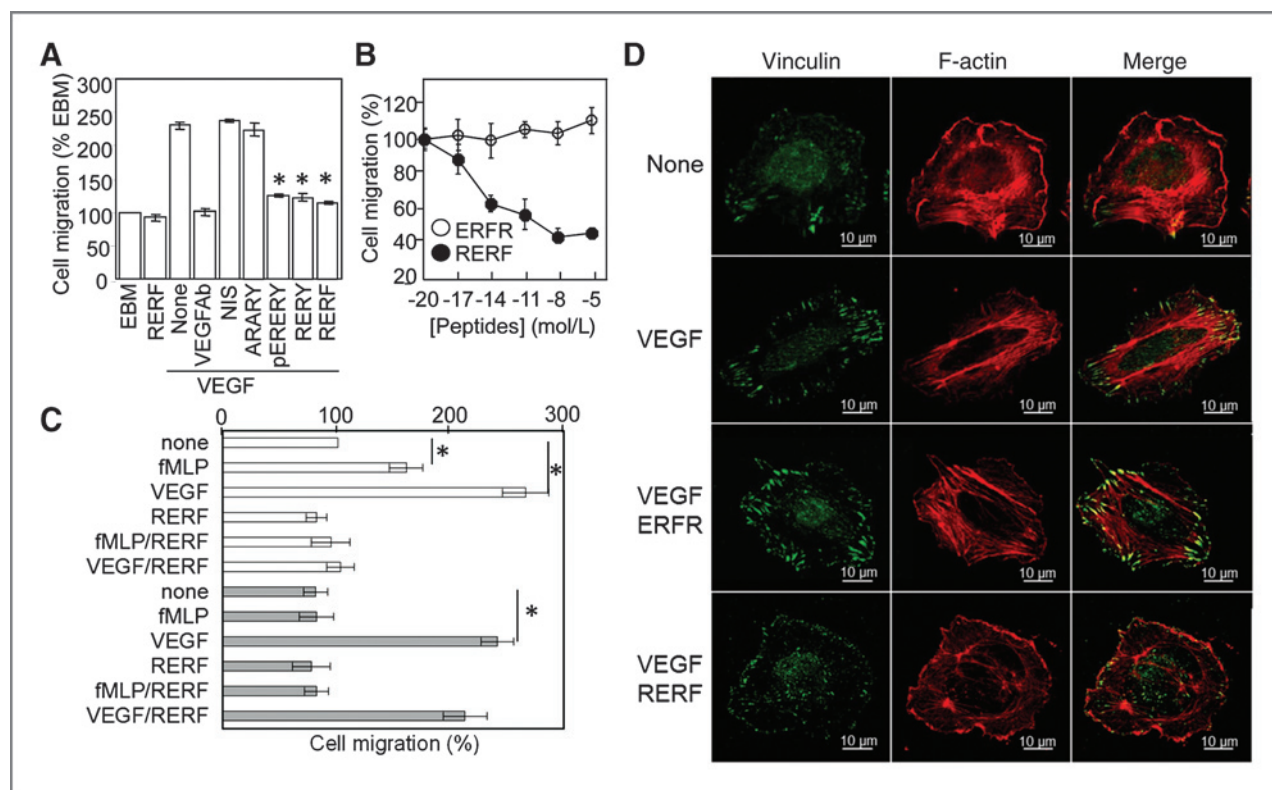 A
Cell migration (% EBM)
300
250
200
150
100
50
0
EBM
RERF
None
VEGFAb
NIS
ARARY
pERERY
RERY
RERF
* * *
VEGF
B
Cell migration (%)
120
100
80
60
40
20
ERFR
RERF
-20 -17 -14 -11 -8 -5
[Peptides] (mol/L)
C
0 100 200 300
none
fMLP
VEGF
RERF
fMLP/RERF
VEGF/RERF
none
fMLP
VEGF
RERF
fMLP/RERF
VEGF/RERF
*
*
*
Cell migration (%)
D
Vinculin F-actin Merge
None
10 µm 10 µm 10 µm
VEGF
10 µm 10 µm 10 µm
VEGF
ERFR
10 µm 10 µm 10 µm
VEGF
RERF
10 µm 10 µm 10 µm